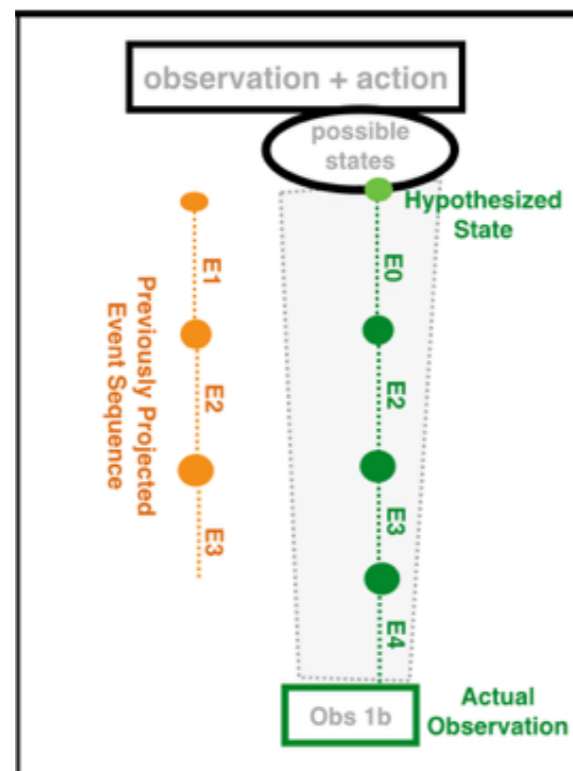 observation + action
possible
states
Hypothesized
State
E0
E1
Previously Projected
Event Sequence
E2
E2
E3
E3
E4
Obs 1b
Actual
Observation